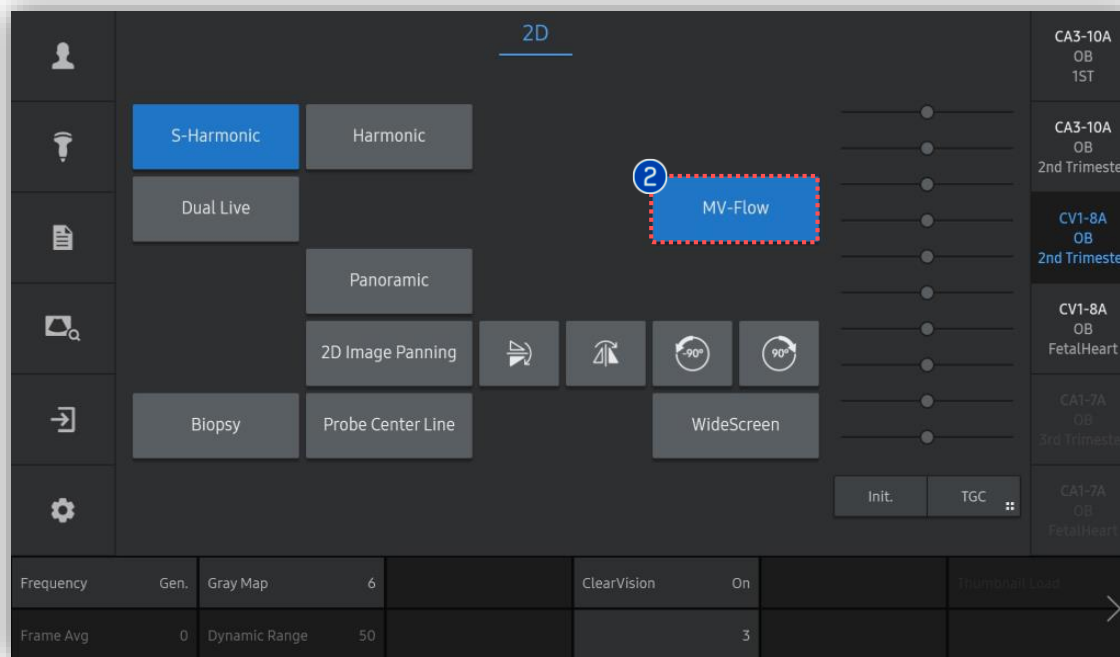 2D
S-Harmonic
Harmonic
2
Dual Live
MV-Flow
Panoramic
2D Image Panning
-90°
90°
Biopsy
Probe Center Line
WideScreen
Init.
TGC
CA3-10A
OB
1ST
CA3-10A
OB
2nd Trimeste
CV1-8A
OB
2nd Trimeste
CV1-8A
OB
FetalHeart
CA1-7A
OB
3rd Trimeste
CA1-7A
OB
FetalHeart
Frequency Gen.
Gray Map 6
ClearVision On
Thumbnail Load
Frame Avg 0
Dynamic Range 50
3